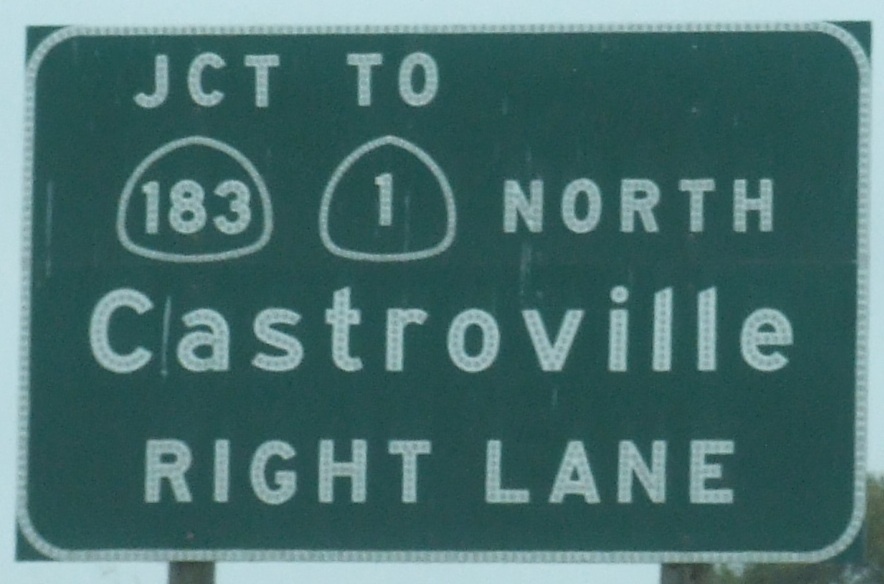 JCT TO
183 1 NORTH
Castroville
RIGHT LANE